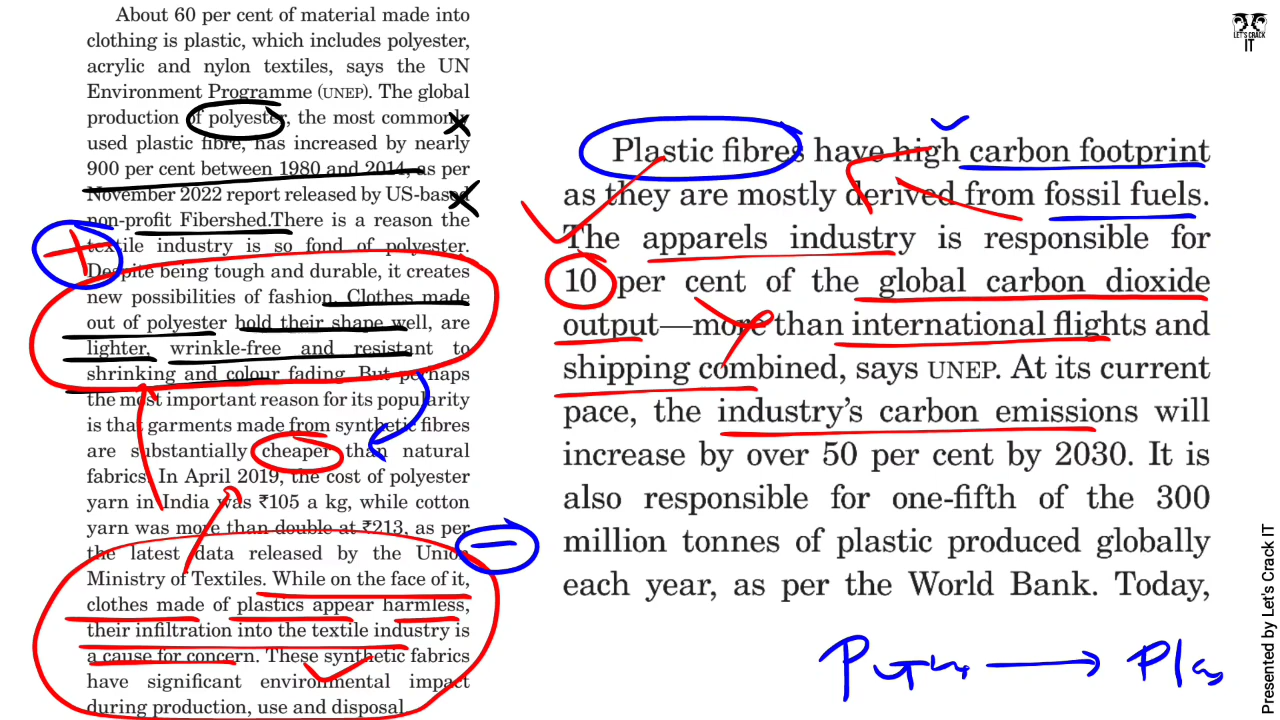 About 60 per cent of material made into
clothing is plastic, which includes polyester,
acrylic and nylon textiles, says the UN
Environment Programme (UNEP). The global
production of polyester, the most commonly
used plastic fibre, has increased by nearly
900 per cent between 1980 and 2014, as per
November 2022 report released by US-based
non-profit Fibershed.There is a reason the
textile industry is so fond of polyester.
Despite being tough and durable, it creates
new possibilities of fashion. Clothes made
out of polyester hold their shape well, are
lighter, wrinkle-free and resistant to
shrinking and colour fading. But perhaps
the most important reason for its popularity
is that garments made from synthetic fibres
are substantially cheaper than natural
fabrics. In April 2019, the cost of polyester
yarn in India was ₹105 a kg, while cotton
yarn was more than double at ₹213, as per
the latest data released by the Union
Ministry of Textiles. While on the face of it,
clothes made of plastics appear harmless,
their infiltration into the textile industry is
a cause for concern. These synthetic fabrics
have significant environmental impact
during production, use and disposal.
Plastic fibres have high carbon footprint
as they are mostly derived from fossil fuels.
The apparels industry is responsible for
10 per cent of the global carbon dioxide
output—more than international flights and
shipping combined, says UNEP. At its current
pace, the industry's carbon emissions will
increase by over 50 per cent by 2030. It is
also responsible for one-fifth of the 300
million tonnes of plastic produced globally
each year, as per the World Bank. Today,
LET'S CRACK
IT
Presented by Let's Crack IT